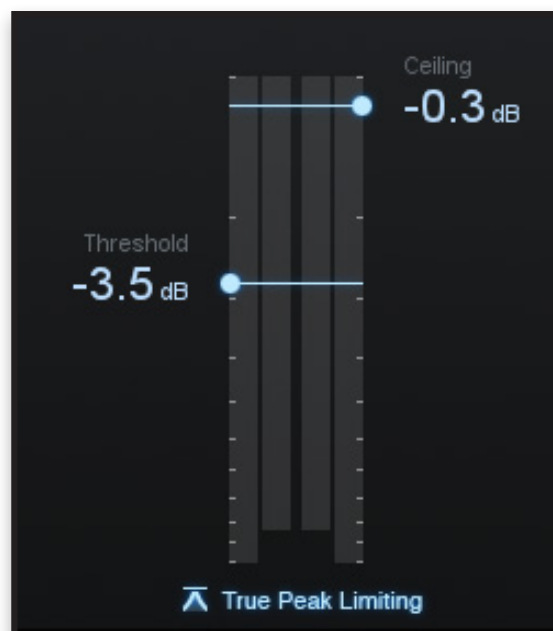 Ceiling
-0.3 dB
Threshold
-3.5 dB
True Peak Limiting